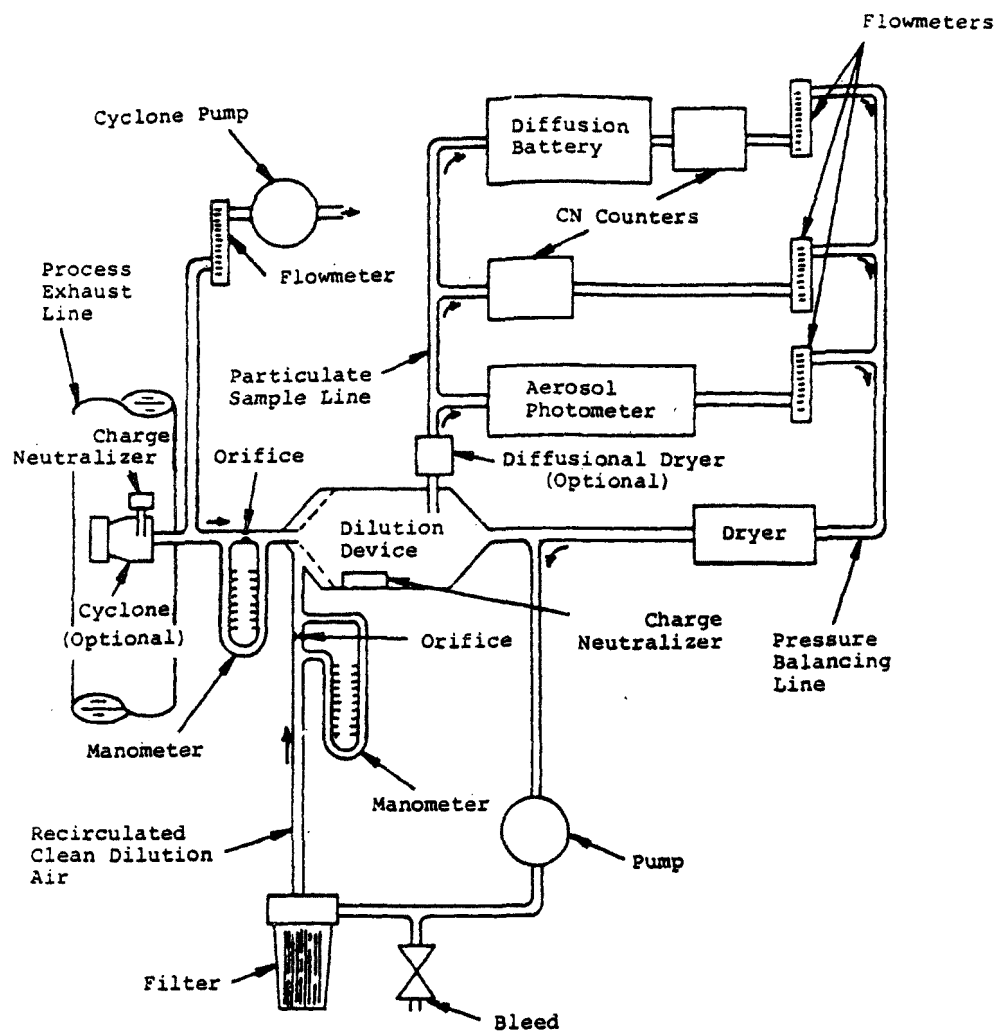 Flowmeters
Cyclone Pump
Diffusion
Battery
CN Counters
Flowmeter
Process
Exhaust
Line
Particulate
Sample Line
Aerosol
Photometer
Charge
Neutralizer
Orifice
Diffusional Dryer
(Optional)
Dilution
Device
Dryer
Cyclone
(Optional)
Orifice
Charge
Neutralizer
Pressure
Balancing
Line
Manometer
Manometer
Recirculated
Clean Dilution
Air
Pump
Filter
Bleed